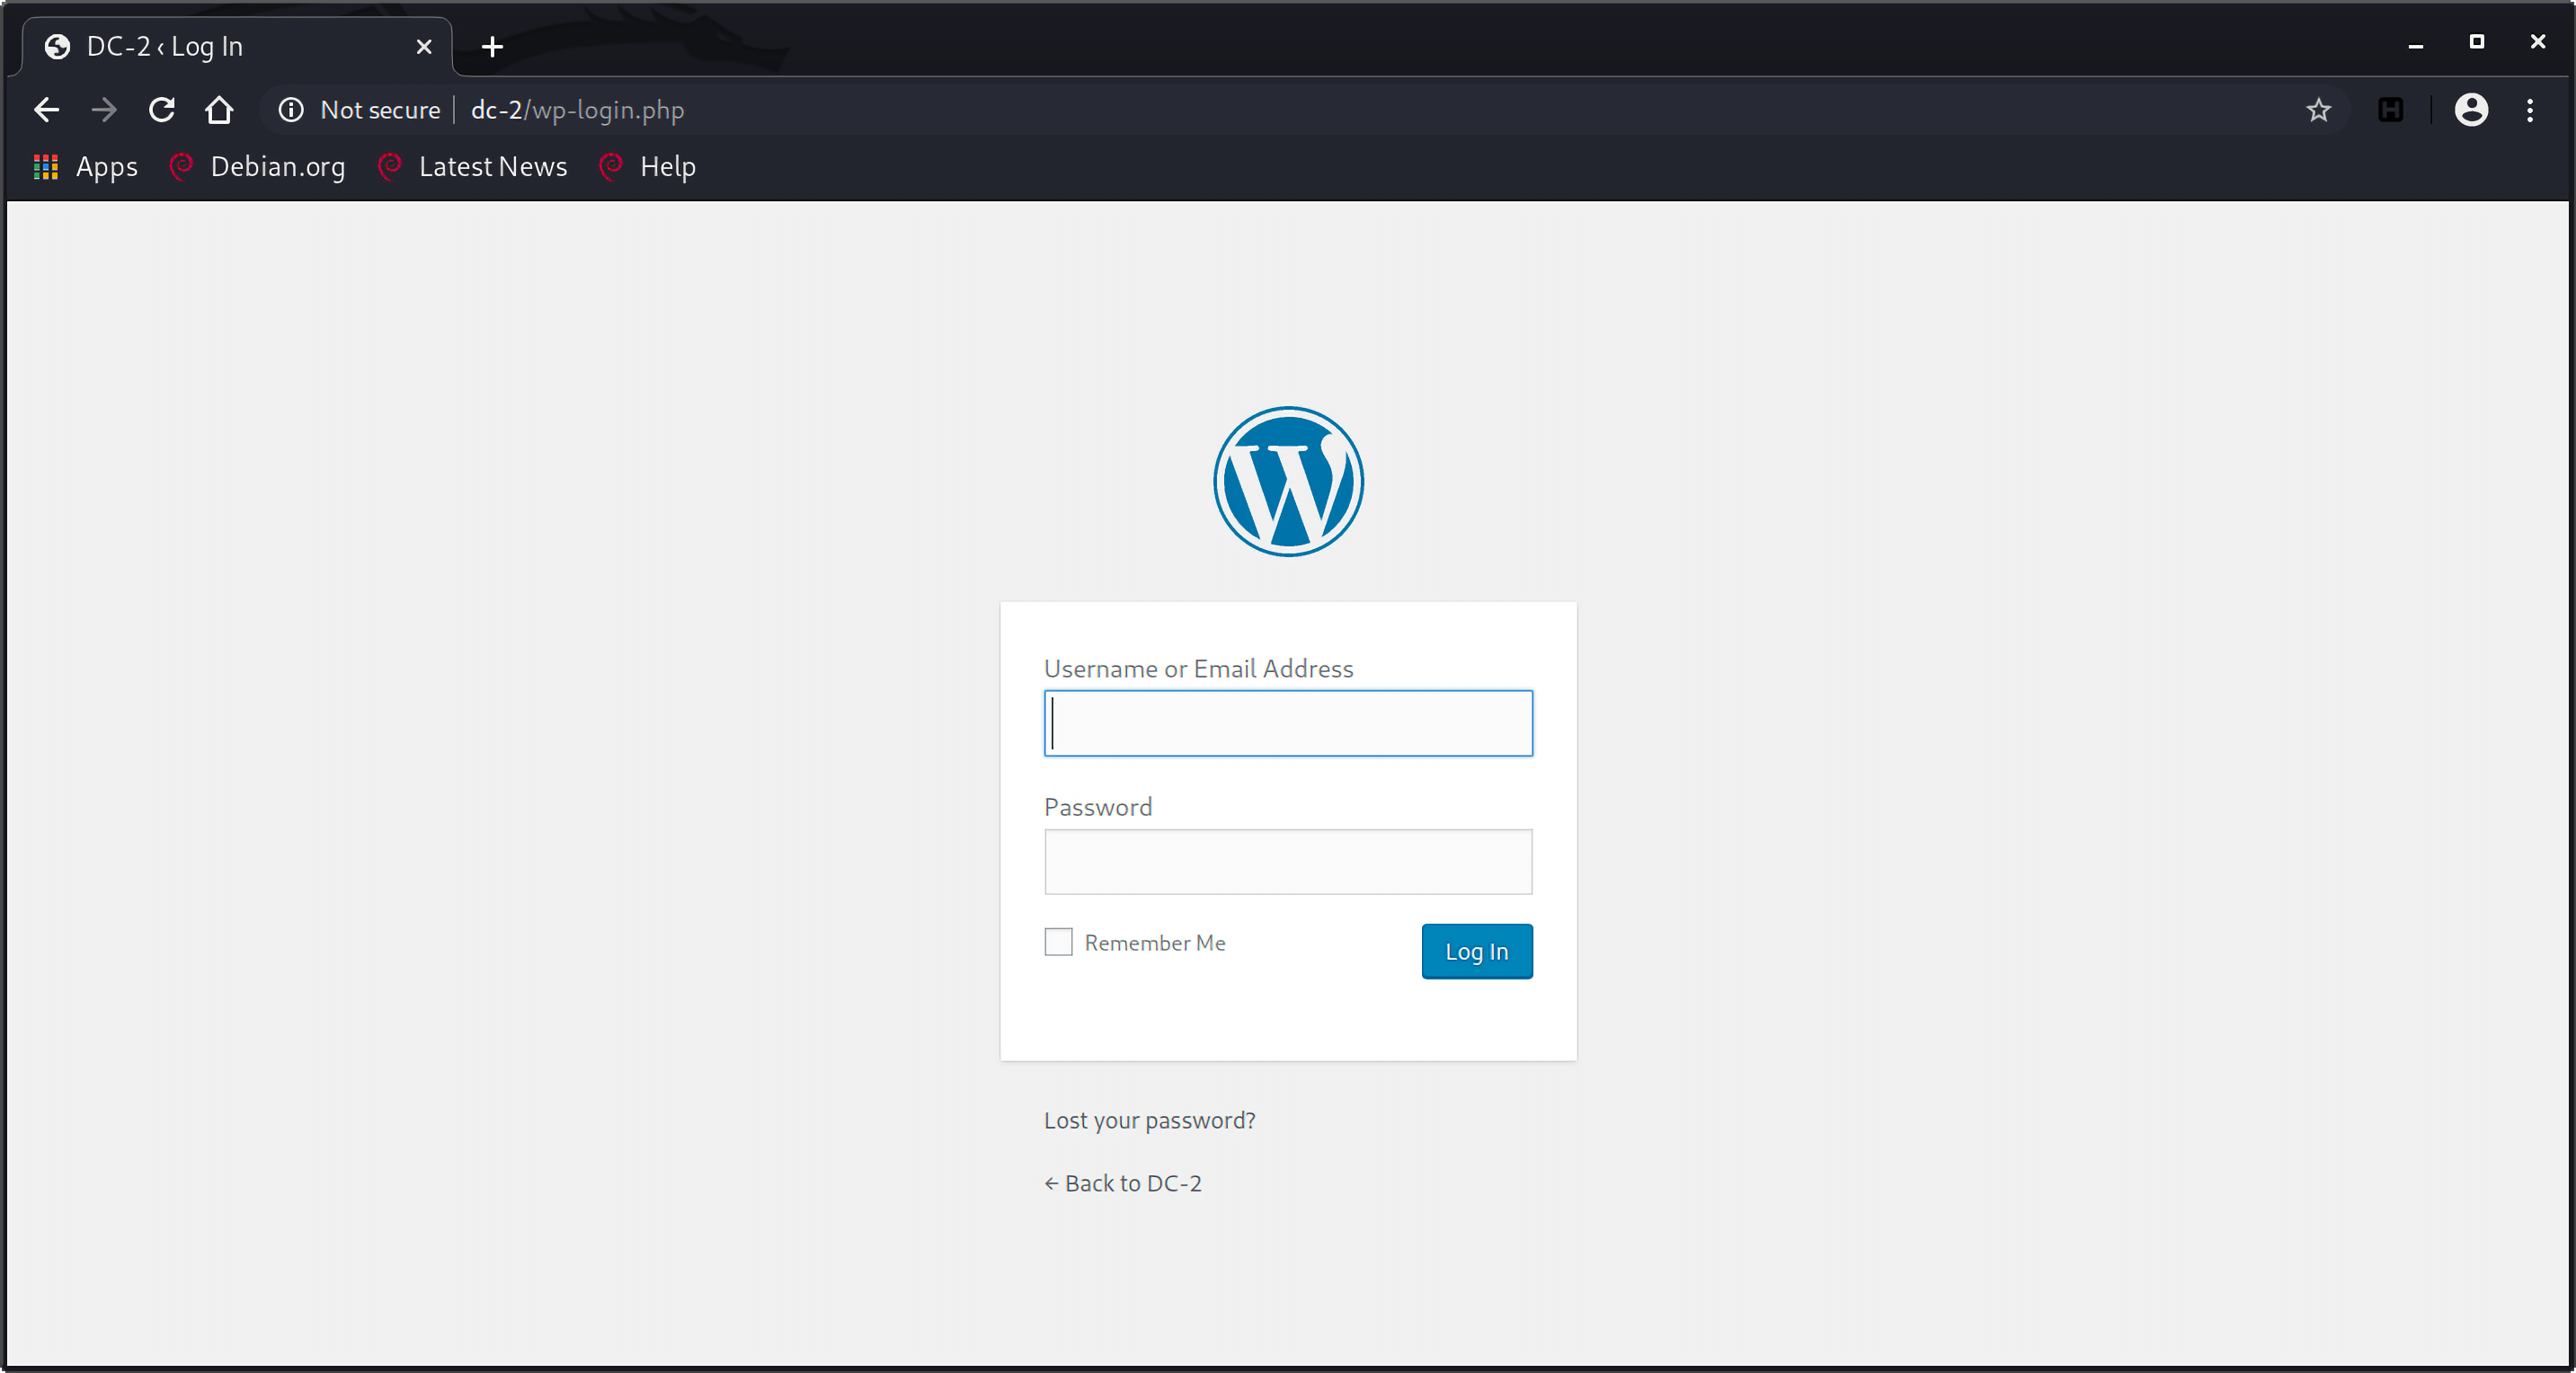 DC-2 ‹ Log In
Not secure dc-2/wp-login.php
Apps Debian.org Latest News Help
Username or Email Address
Password
Remember Me Log In
Lost your password?
← Back to DC-2